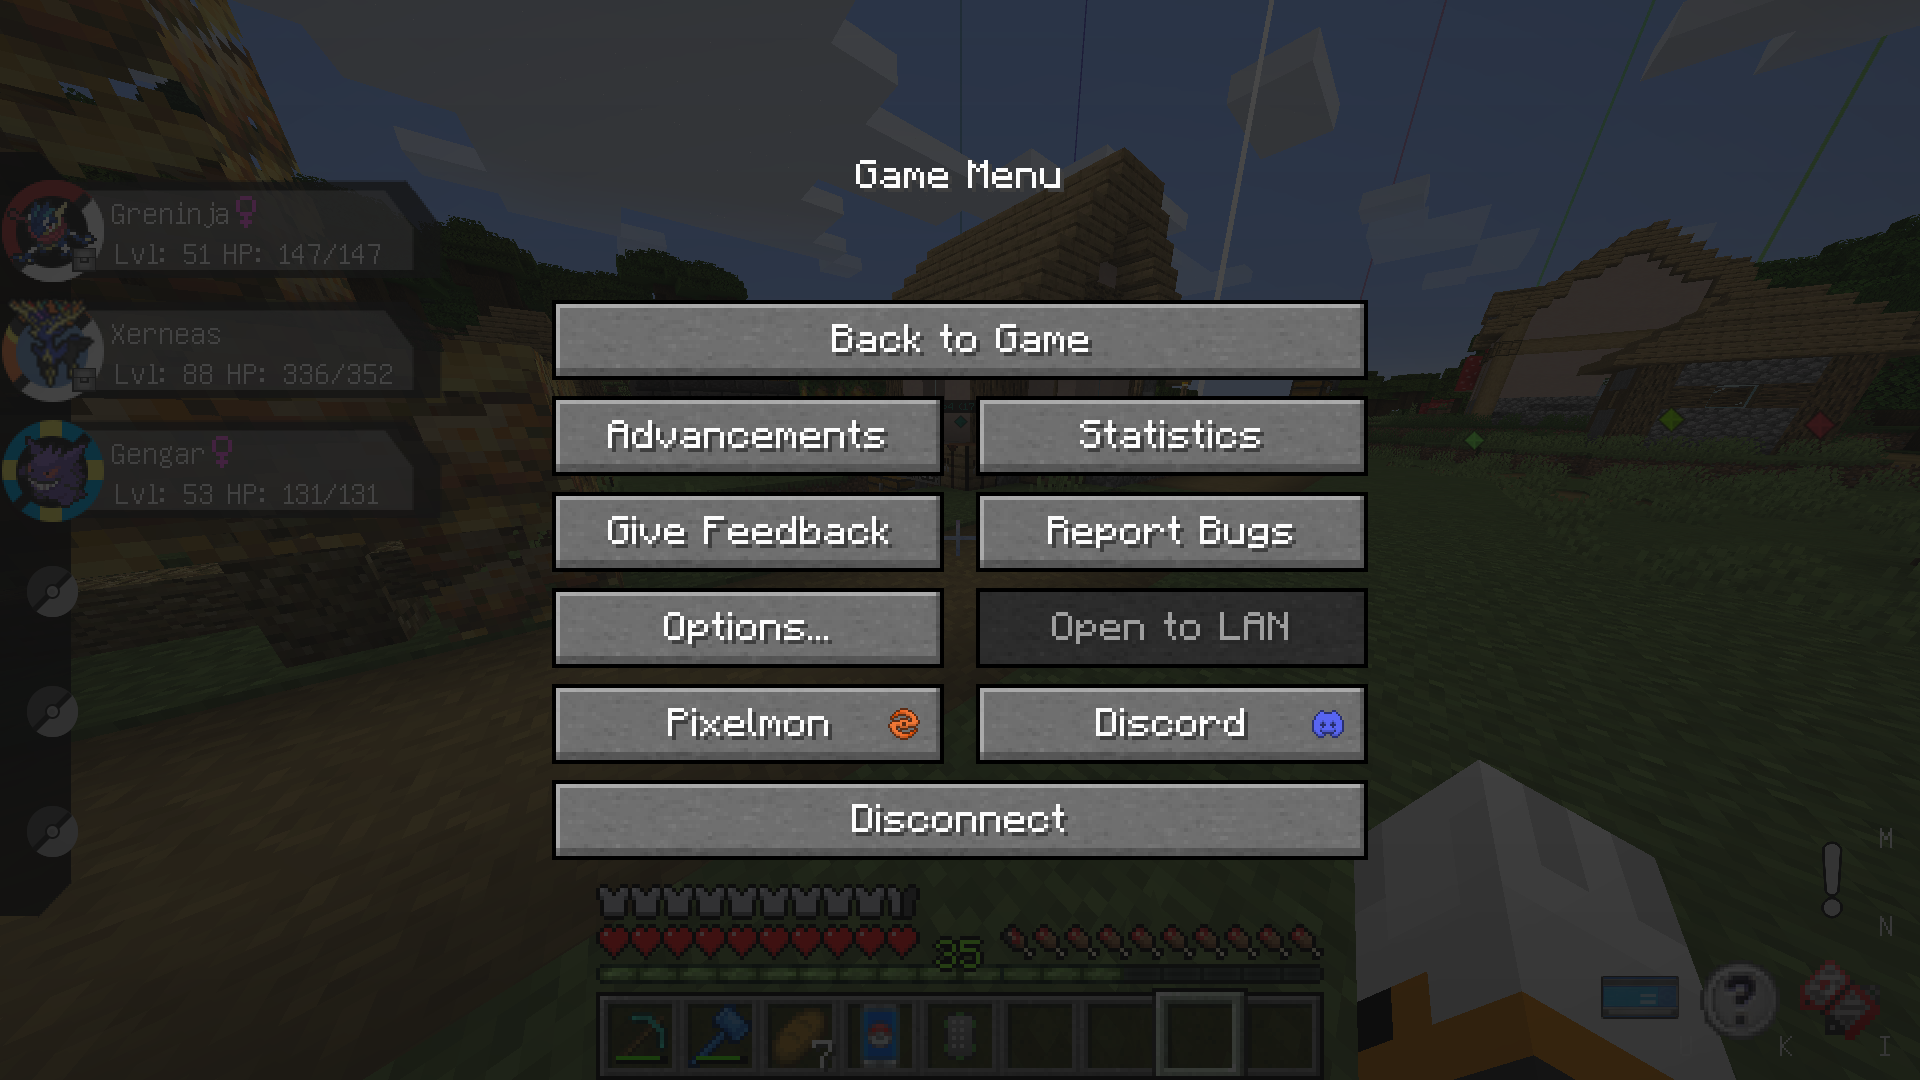 Game Menu
Greninja♀
Lvl: 51 HP: 147/147
Xerneas
Lvl: 88 HP: 336/352
Gengar♀
Lvl: 53 HP: 131/131
Back to Game
Advancements
Statistics
Give Feedback
Report Bugs
Options...
Open to LAN
Pixelmon
Discord
Disconnect
35
7
M
N
K
I